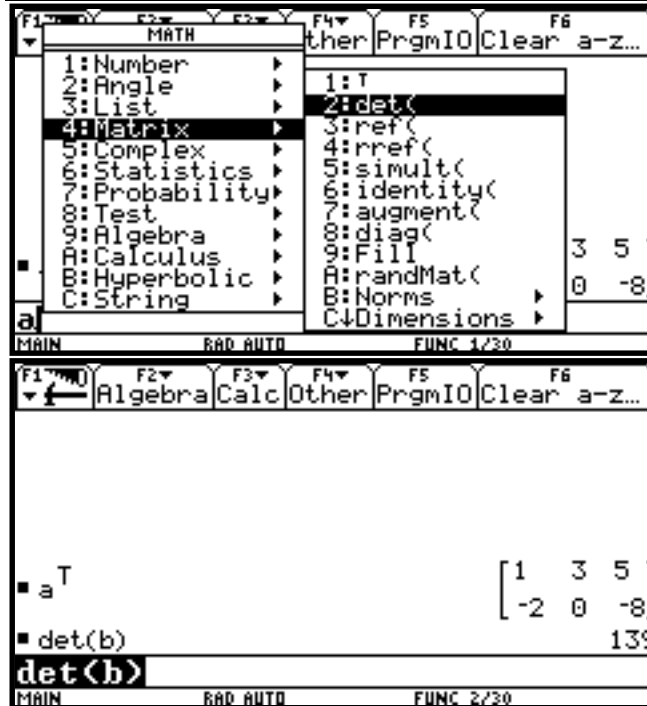 F1 F2 F3 F4 F5 F6
MATH
ther PrgmIO Clear a-z…
1:Number
2:Angle
3:List
4:Matrix
5:Complex
6:Statistics
7:Probability
8:Test
9:Algebra
A:Calculus
B:Hyperbolic
C:String
1:T
2:det(
3:ref(
4:rref(
5:simult(
6:identity(
7:augment(
8:diag(
9:Fill
A:randMat(
B:Norms
C↓Dimensions
3 5
0 -8
a
MAIN RAD AUTO FUNC 1/30
F1 F2 F3 F4 F5 F6
Algebra Calc Other PrgmIO Clear a-z…
a T [1 3 5
-2 0 -8
det(b) 139
det(b)
MAIN RAD AUTO FUNC 2/30